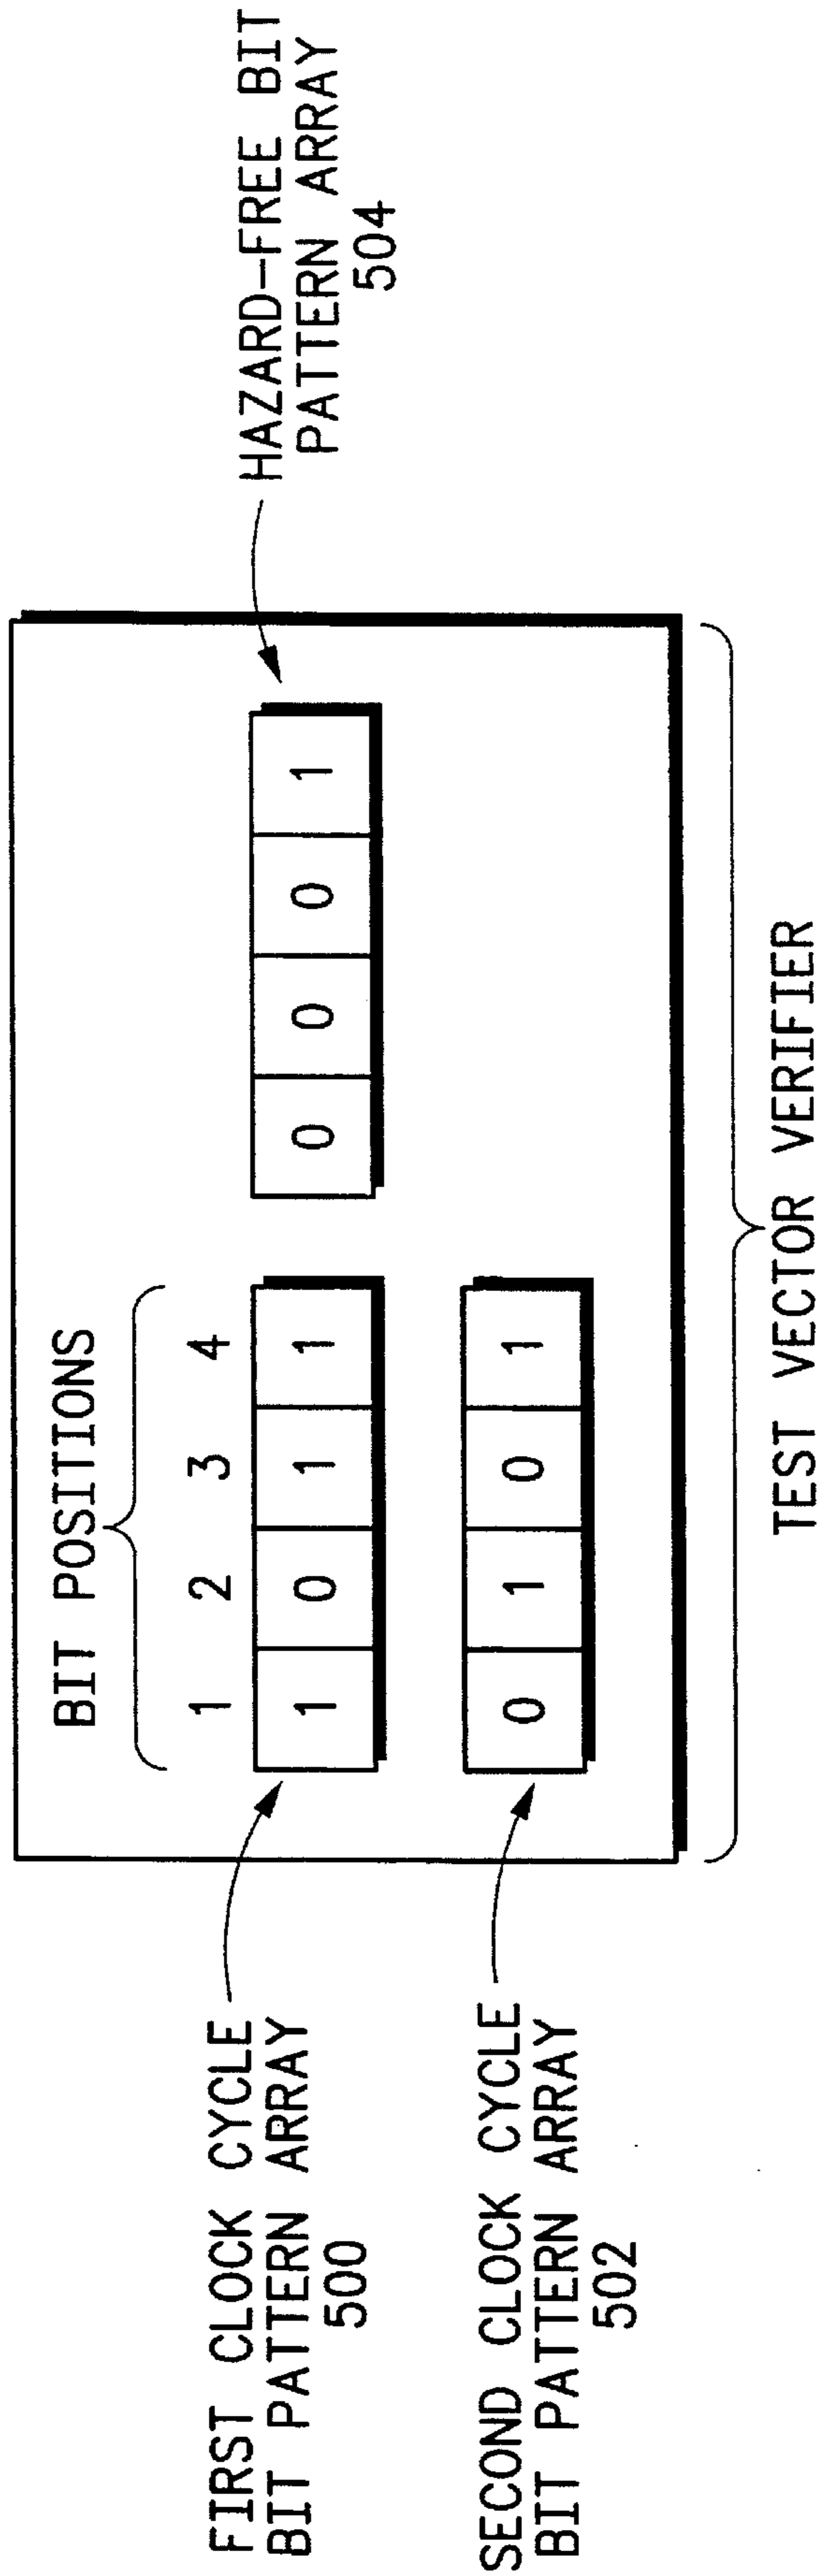 BIT POSITIONS
1 2 3 4
FIRST CLOCK CYCLE
BIT PATTERN ARRAY
500
1 0 1 1
0 0 0 1
HAZARD-FREE BIT
PATTERN ARRAY
504
SECOND CLOCK CYCLE
BIT PATTERN ARRAY
502
0 1 0 1
TEST VECTOR VERIFIER